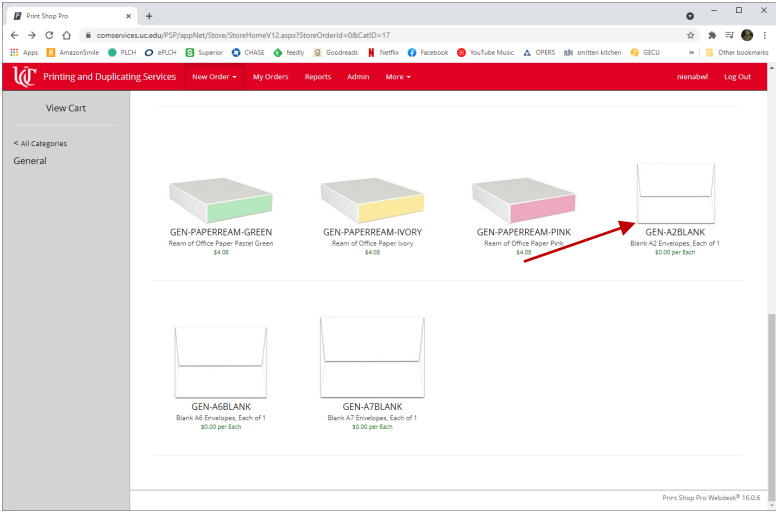 Print Shop Pro
comservices.uc.edu/PSP/appNet/Store/StoreHomeV12.aspx?StoreOrderId=0&CatID=17
Apps AmazonSmile PLCH ePLCH Superior CHASE feedly Goodreads Netflix Facebook YouTube Music OPERS smitten kitchen GECU » Other bookmarks
UC Printing and Duplicating Services New Order My Orders Reports Admin More nienabwl Log Out
View Cart
< All Categories
General
GEN-PAPERREAM-GREEN GEN-PAPERREAM-IVORY GEN-PAPERREAM-PINK GEN-A2BLANK
Ream of Office Paper Pastel Green Ream of Office Paper Ivory Ream of Office Paper Pink Blank A2 Envelopes, Each of 1
$4.08 $4.08 $4.08 $0.00 per Each
GEN-A6BLANK GEN-A7BLANK
Blank A6 Envelopes, Each of 1 Blank A7 Envelopes, Each of 1
$0.00 per Each $0.00 per Each
Print Shop Pro Webdesk® 16.0.6